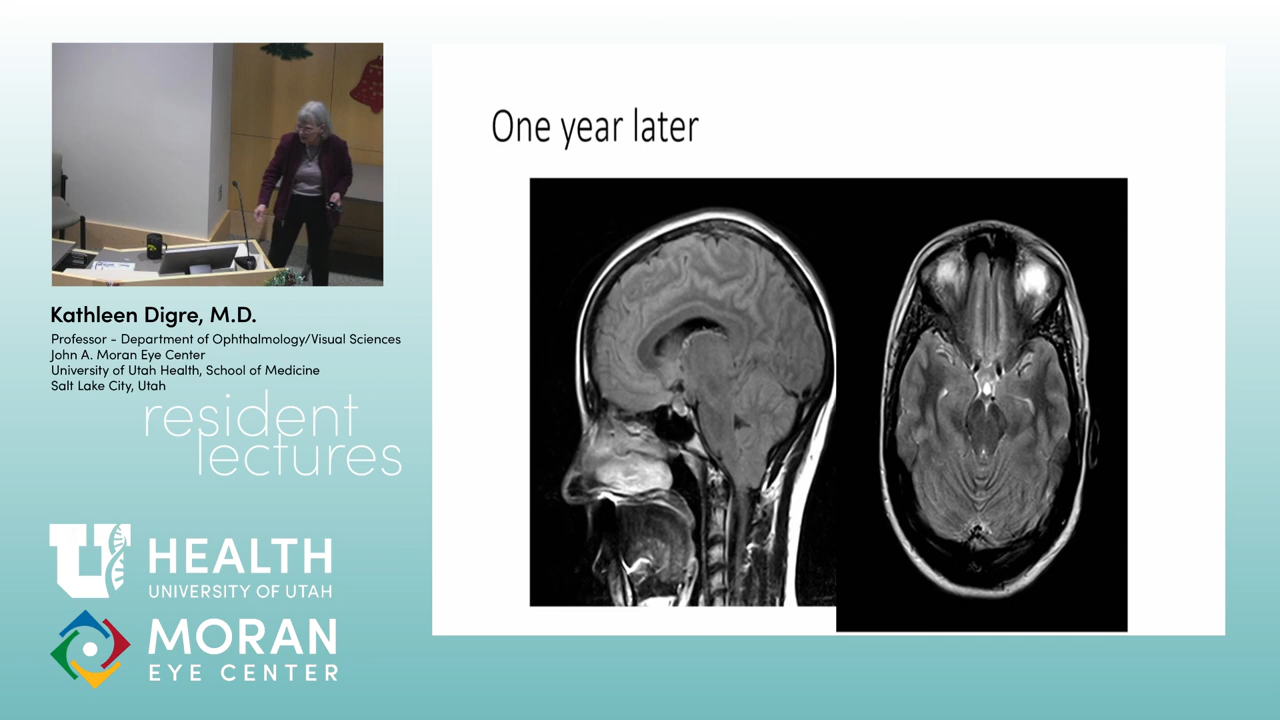 One year later
Kathleen Digre, M.D.
Professor - Department of Ophthalmology/Visual Sciences
John A. Moran Eye Center
University of Utah Health, School of Medicine
Salt Lake City, Utah
resident
lectures
U
HEALTH
UNIVERSITY OF UTAH
MORAN
EYE CENTER